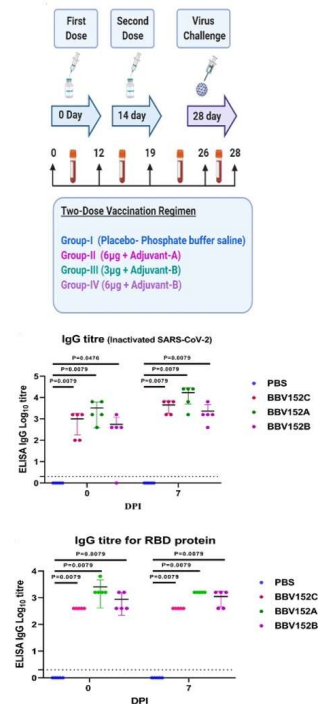 First
Dose
Second
Dose
Virus
Challenge
0 Day
14 day
28 day
0 12 19 26 28
Two-Dose Vaccination Regimen
Group-I (Placebo- Phosphate buffer saline)
Group-II (6µg + Adjuvant-A)
Group-III (3µg + Adjuvant-B)
Group-IV (6µg + Adjuvant-B)
IgG titre (Inactivated SARS-CoV-2)
P=0.0476
P=0.0079
P=0.0079
P=0.0079
P=0.0079
P=0.0079
ELISA IgG Log10 titre
5
4
3
2
1
0
0 7
DPI
PBS
BBV152C
BBV152A
BBV152B
IgG titre for RBD protein
P=0.0079
P=0.0079
P=0.0079
P=0.0079
P=0.0079
P=0.0079
ELISA IgG Log10 titre
4
3
2
1
0
0 7
DPI
PBS
BBV152C
BBV152A
BBV152B